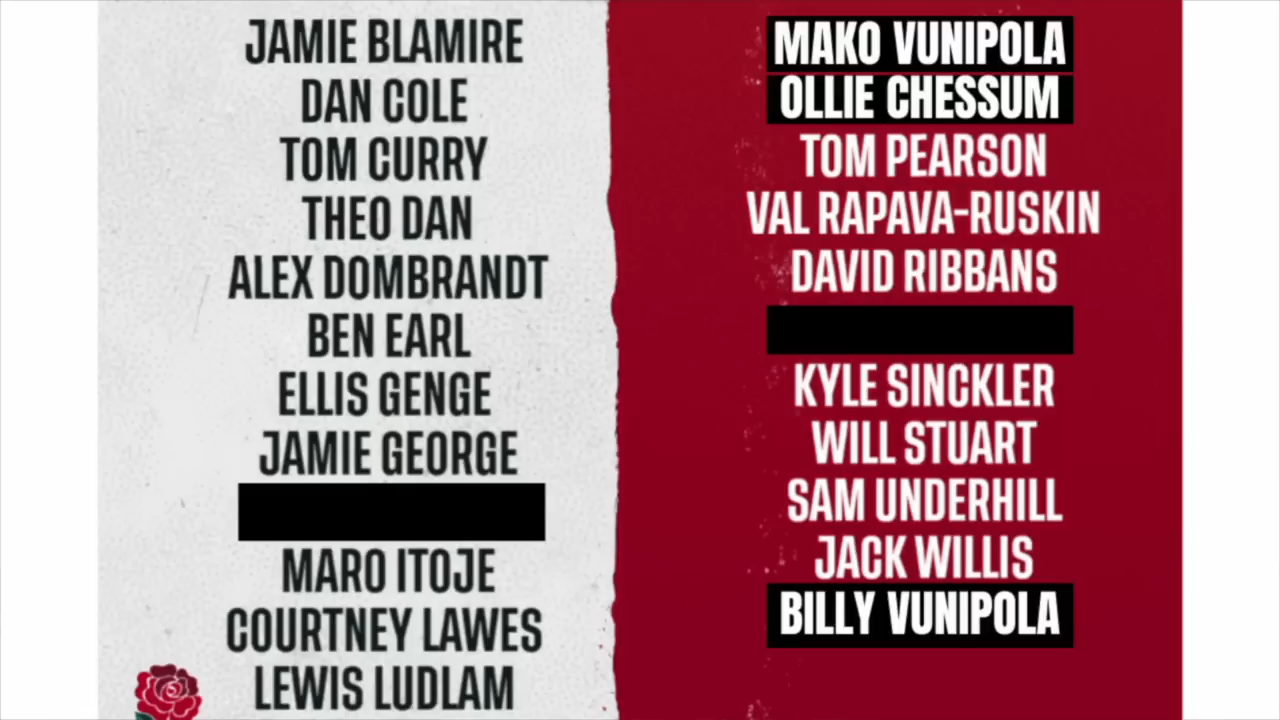 JAMIE BLAMIRE
DAN COLE
TOM CURRY
THEO DAN
ALEX DOMBRANDT
BEN EARL
ELLIS GENGE
JAMIE GEORGE
MARO ITOJE
COURTNEY LAWES
LEWIS LUDLAM
MAKO VUNIPOLA
OLLIE CHESSUM
TOM PEARSON
VAL RAPAVA-RUSKIN
DAVID RIBBANS
KYLE SINCKLER
WILL STUART
SAM UNDERHILL
JACK WILLIS
BILLY VUNIPOLA